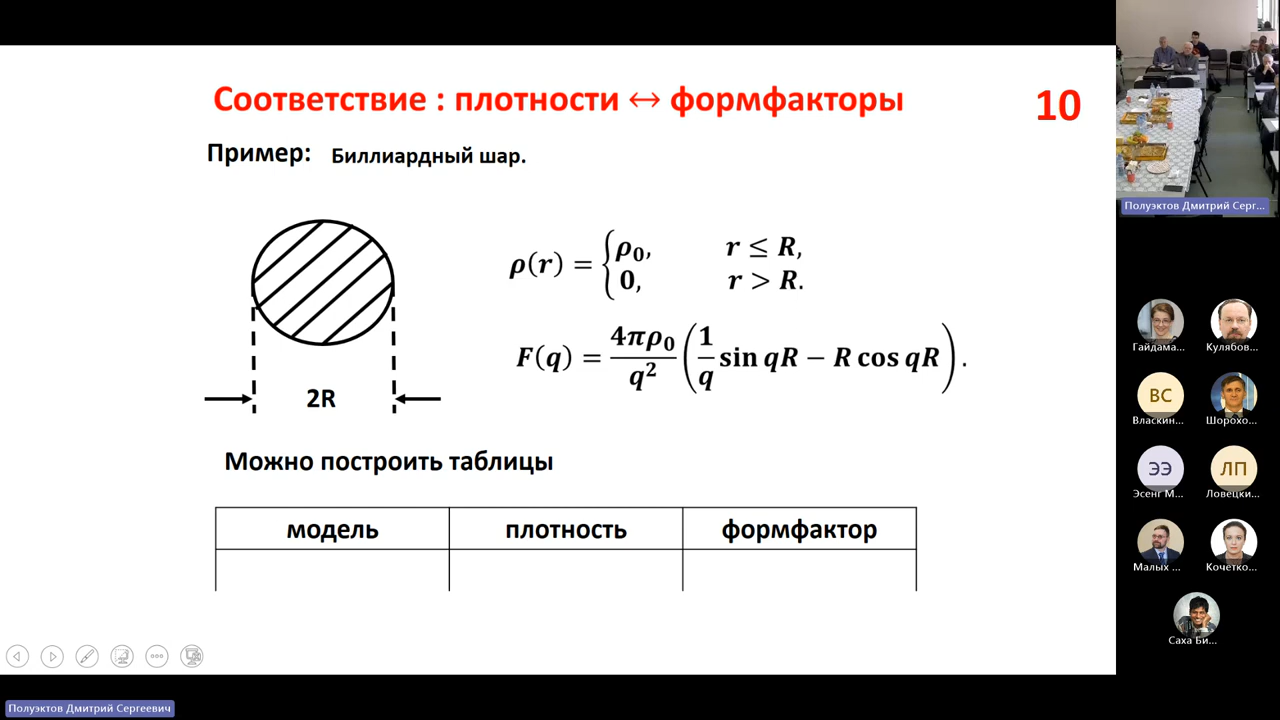 Соответствие : плотности ↔ формфакторы
10
Пример: Биллиардный шар.
ρ(r) = { ρ₀, r ≤ R,
0, r > R.
F(q) = 4πρ₀/q² (1/q sin qR − R cos qR) .
2R
Можно построить таблицы
модель плотность формфактор
Полуэктов Дмитрий Серг...
Гайдама... Кулябов...
ВС
Власкин... Шорохо...
ЭЭ ЛП
Эсенг М... Ловецки...
Малых ... Кочетко...
Саха Би...
Полуэктов Дмитрий Сергеевич